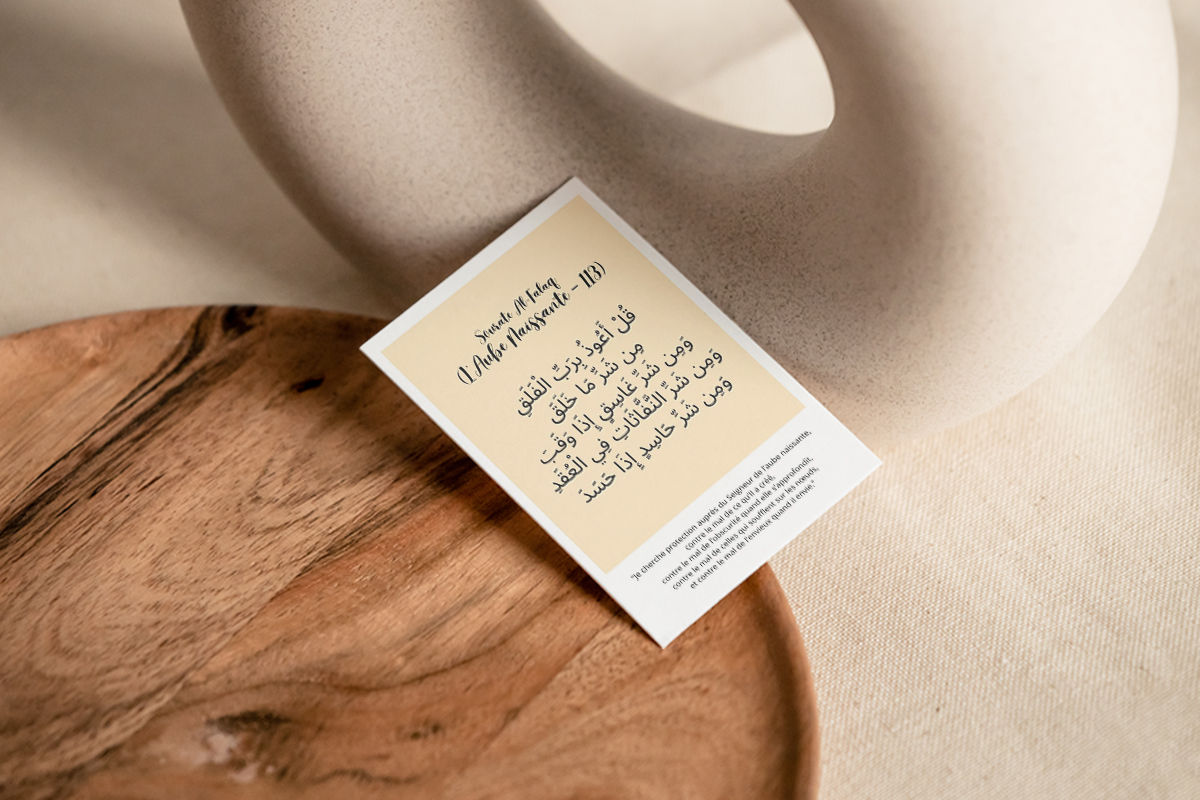 Sourate Al-Falaq
(L'Aube Naissante - 113)
قُلْ أَعُوذُ بِرَبِّ الْفَلَقِ
مِن شَرِّ مَا خَلَقَ
وَمِن شَرِّ غَاسِقٍ إِذَا وَقَبَ
وَمِن شَرِّ النَّفَّاثَاتِ فِي الْعُقَدِ
وَمِن شَرِّ حَاسِدٍ إِذَا حَسَدَ
"Je cherche protection auprès du Seigneur de l'aube naissante,
contre le mal de ce qu'il a créé,
contre le mal de l'obscurité quand elle s'approfondit,
contre le mal de celles qui soufflent sur les nœuds,
et contre le mal de l'envieux quand il envie."